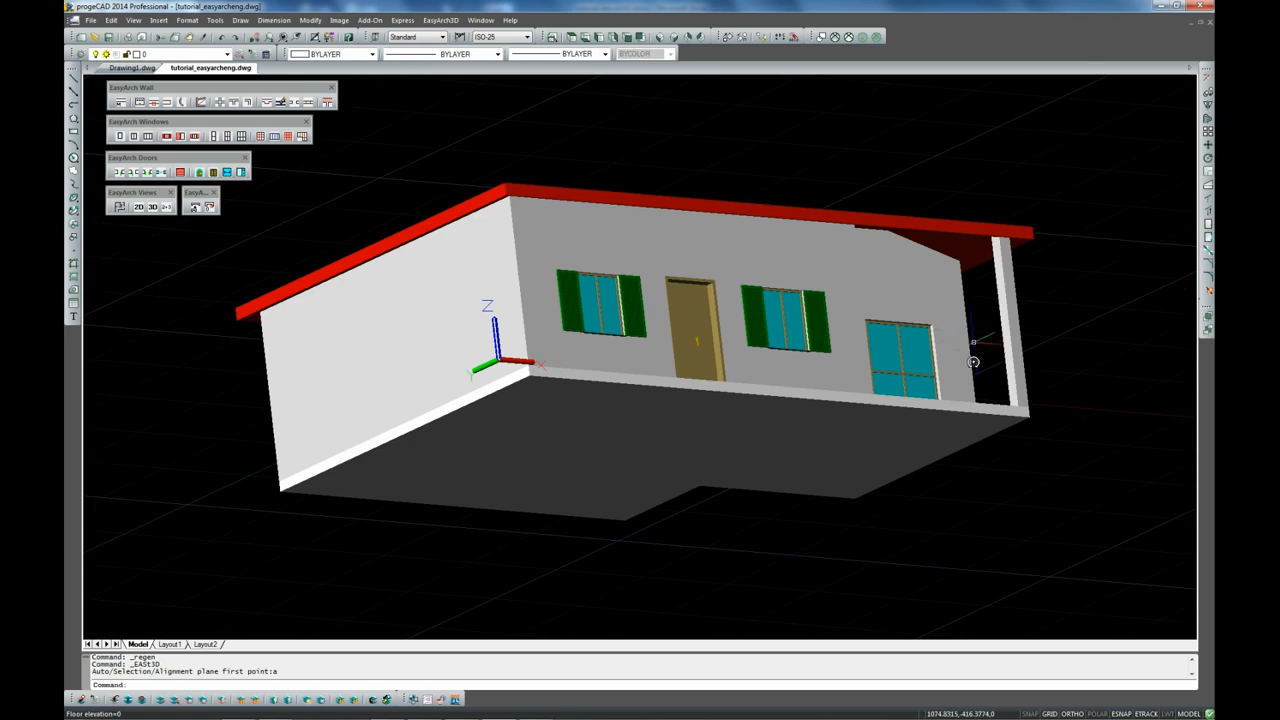 progeCAD 2014 Professional - [tutorial_easyarcheng.dwg]
File Edit View Insert Format Tools Draw Dimension Modify Image Add-On Express EasyArch3D Window Help
Standard ISO-25
0 BYLAYER BYLAYER BYLAYER BYCOLOR
Drawing1.dwg tutorial_easyarcheng.dwg
EasyArch Wall
EasyArch Windows
EasyArch Doors
EasyArch Views EasyA...
2D 3D
Z
X
Y
T
Model Layout1 Layout2
Command: _regen
Command: _EASt3D
Auto/Selection/Alignment plane first point:a
Command:
Floor elevation=0 1074.8315,-416.3774,0 SNAP GRID ORTHO POLAR ESNAP ETRACK LWT MODEL